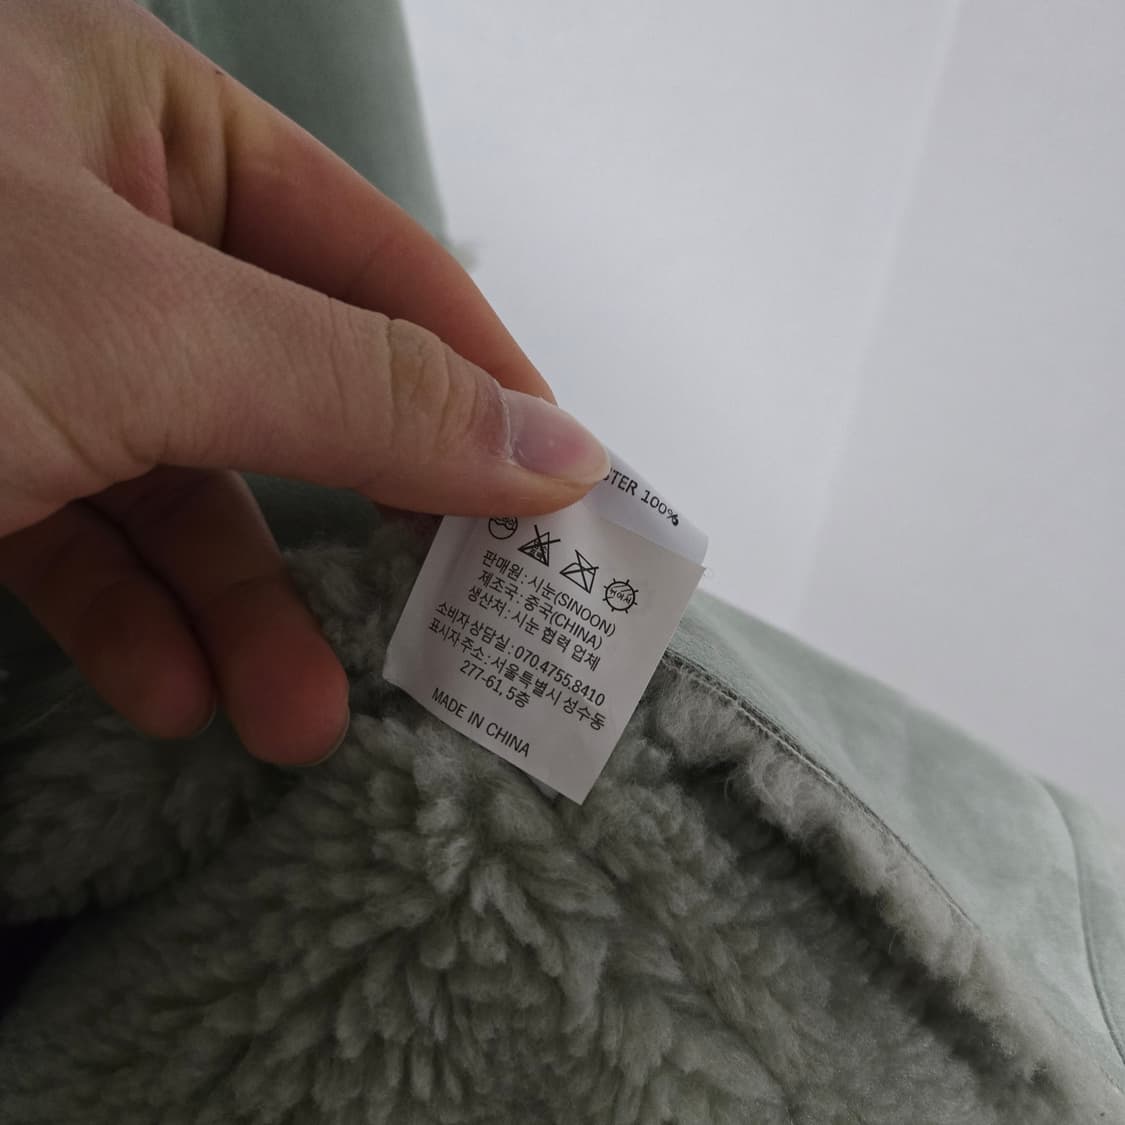 100%
판매원 : 시눈(SINOON)
제조국 : 중국(CHINA)
생산처 : 시눈 협력 업체
소비자 상담실 : 070.4755.8410
표시자 주소 : 서울특별시 성수동
277-61, 5층
MADE IN CHINA